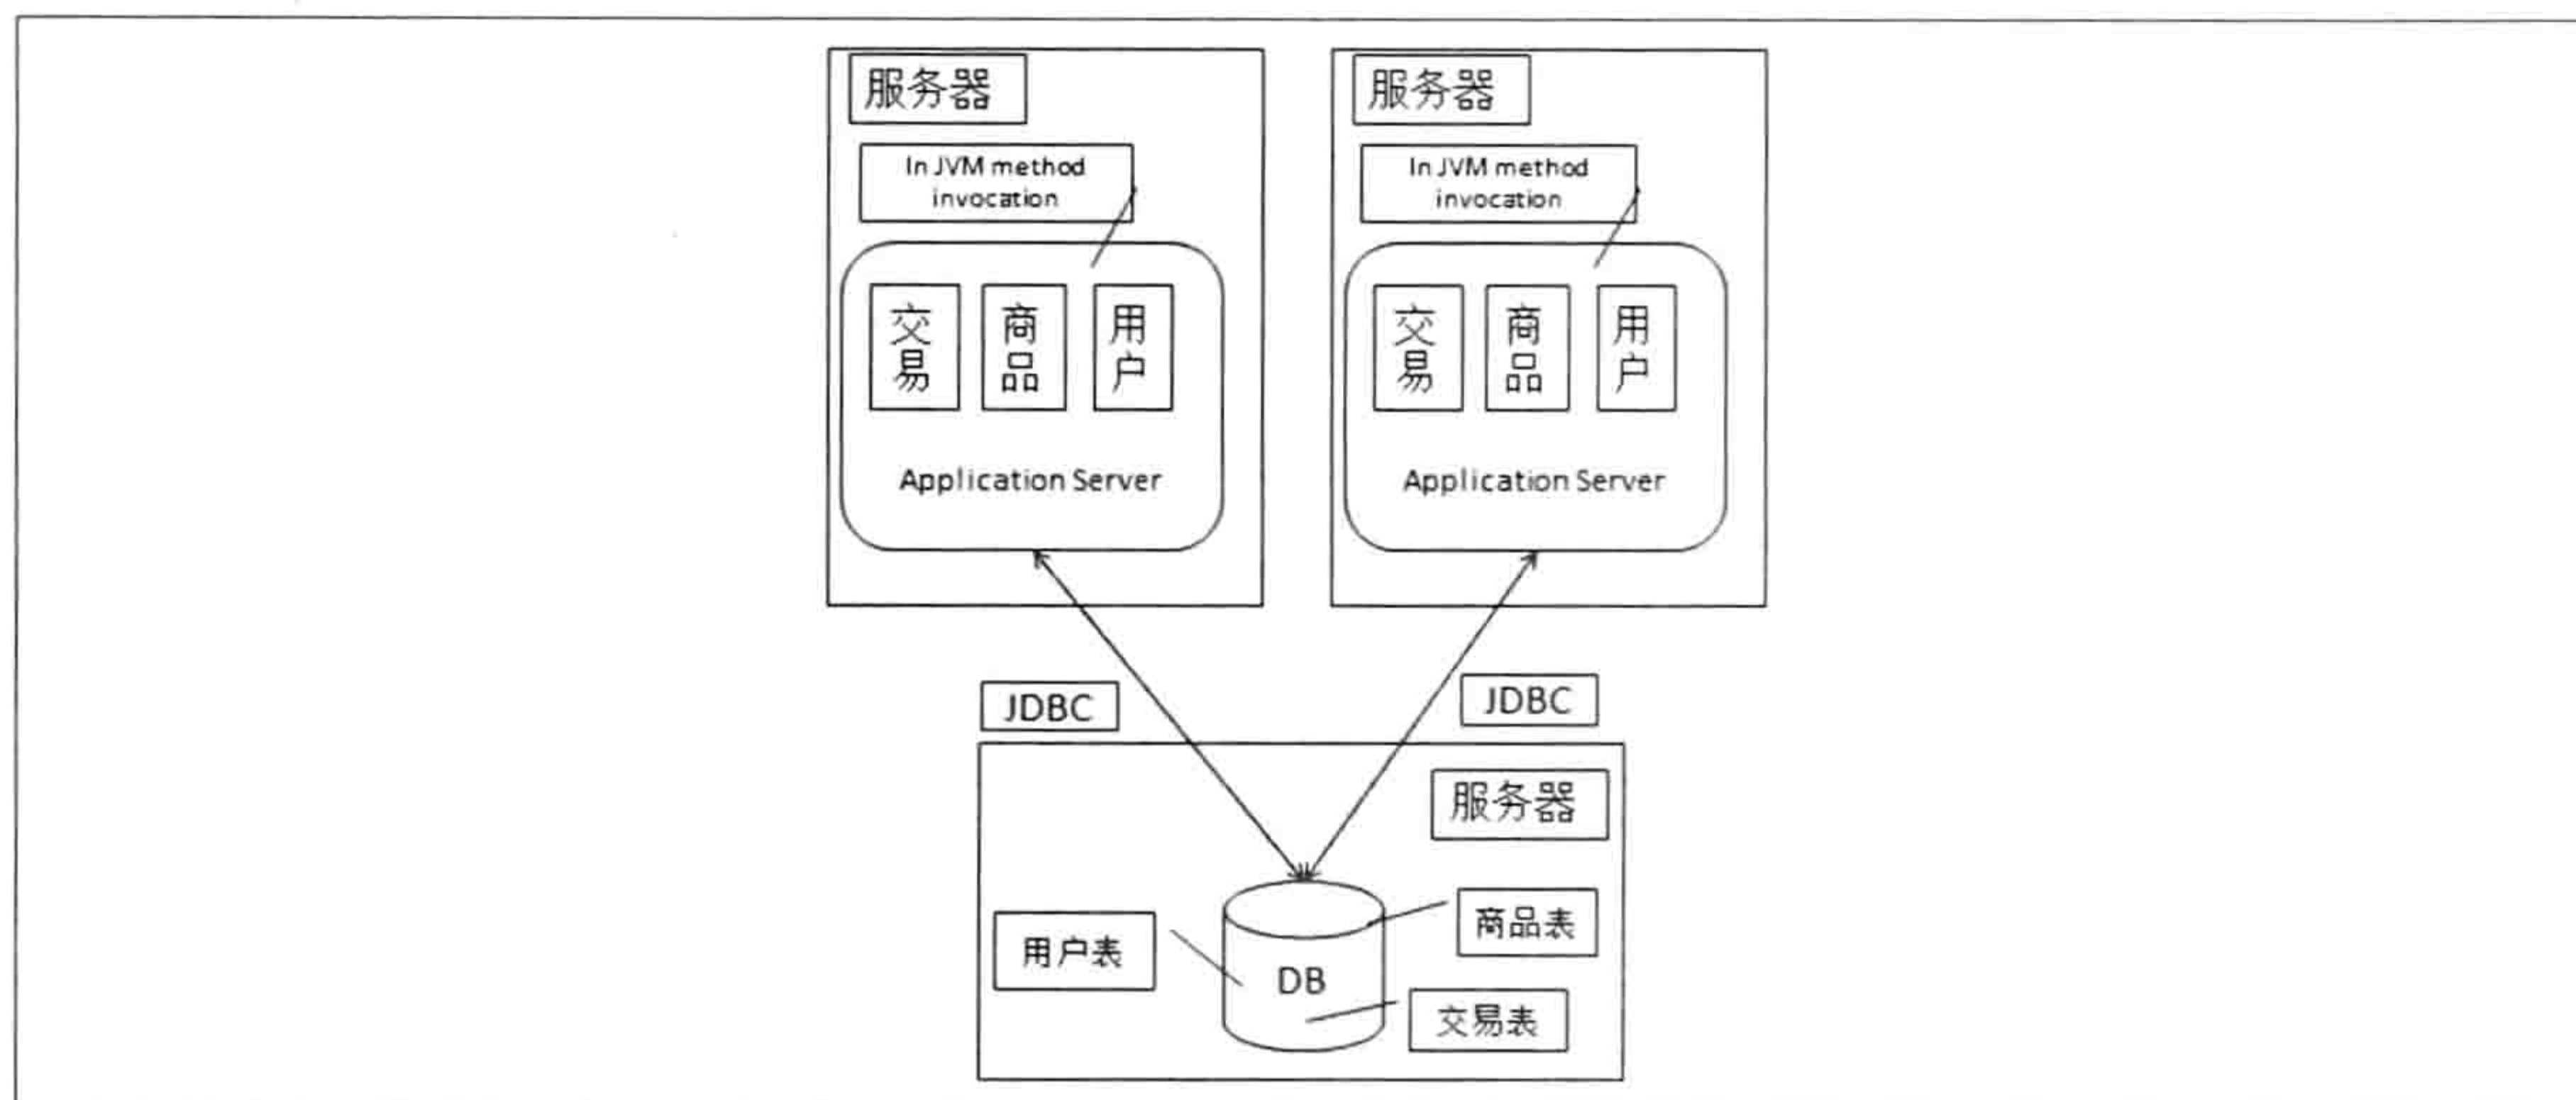 服务器
In JVM method
invocation
交易
商品
用户
Application Server
服务器
In JVM method
invocation
交易
商品
用户
Application Server
JDBC
JDBC
服务器
用户表
DB
商品表
交易表